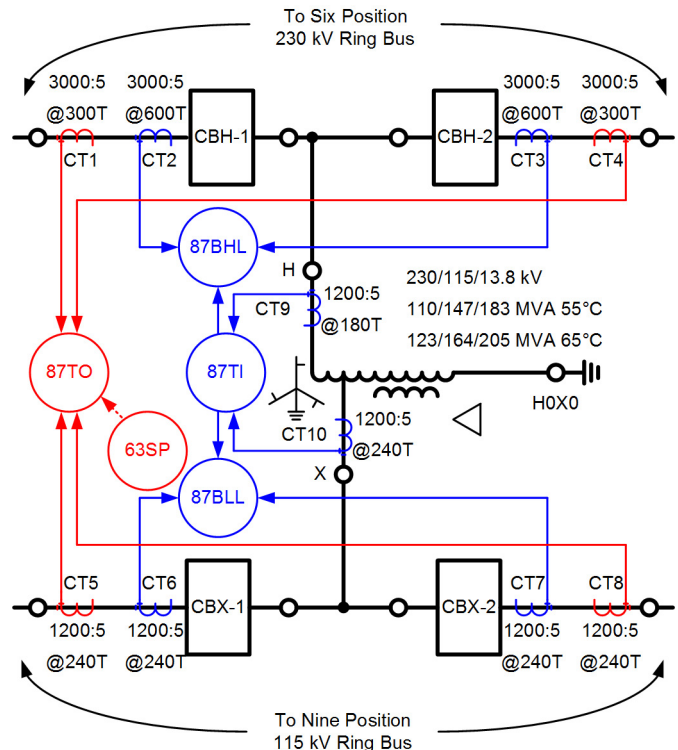 To Six Position
230 kV Ring Bus
3000:5
@300T
CT1
3000:5
@600T
CT2
CBH-1
CBH-2
3000:5
@600T
CT3
3000:5
@300T
CT4
87BHL
H
CT9
1200:5
@180T
230/115/13.8 kV
110/147/183 MVA 55°C
123/164/205 MVA 65°C
87TO
87TI
63SP
H0X0
CT10
1200:5
@240T
X
87BLL
CT5
1200:5
@240T
CT6
1200:5
@240T
CBX-1
CBX-2
CT7
1200:5
@240T
CT8
1200:5
@240T
To Nine Position
115 kV Ring Bus